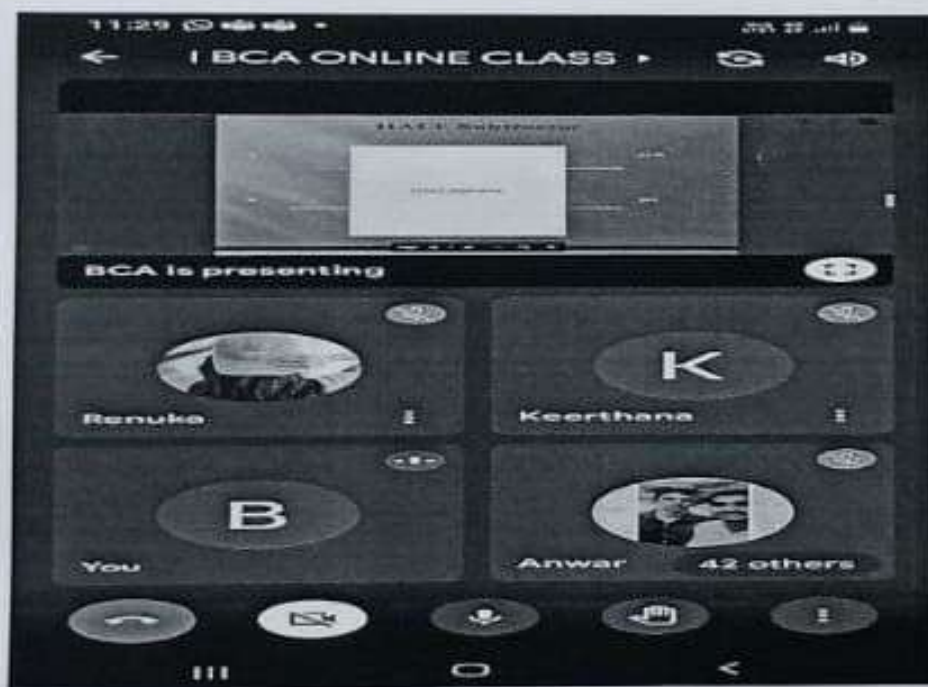 11:29
I BCA ONLINE CLASS
BCA is presenting
K
Renuka
Keerthana
B
You
Anwar
42 others